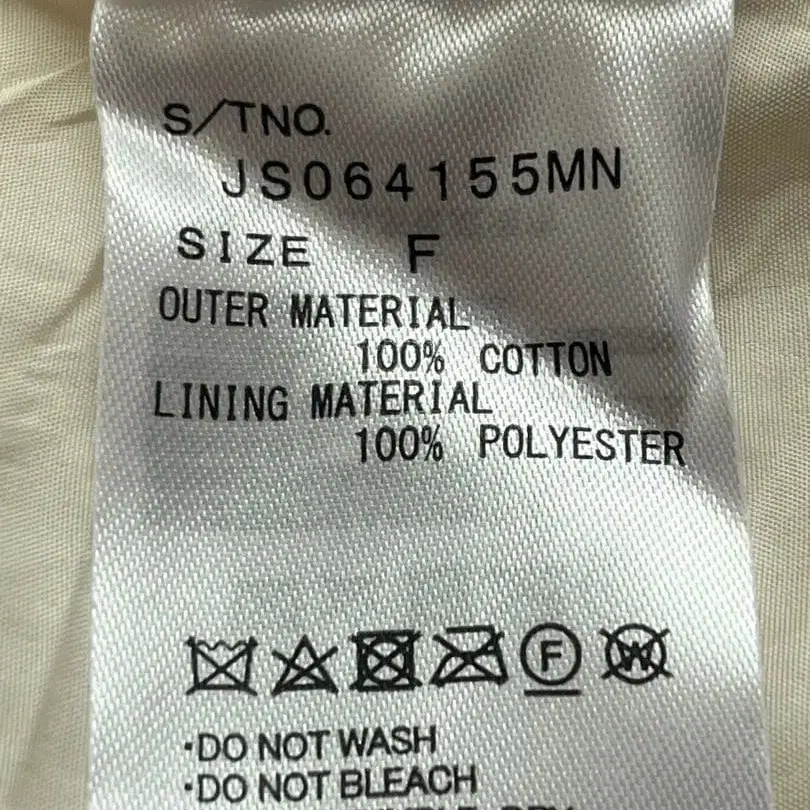 S/TNO.
JS064155MN
SIZE F
OUTER MATERIAL
100% COTTON
LINING MATERIAL
100% POLYESTER
F W
·DO NOT WASH
·DO NOT BLEACH